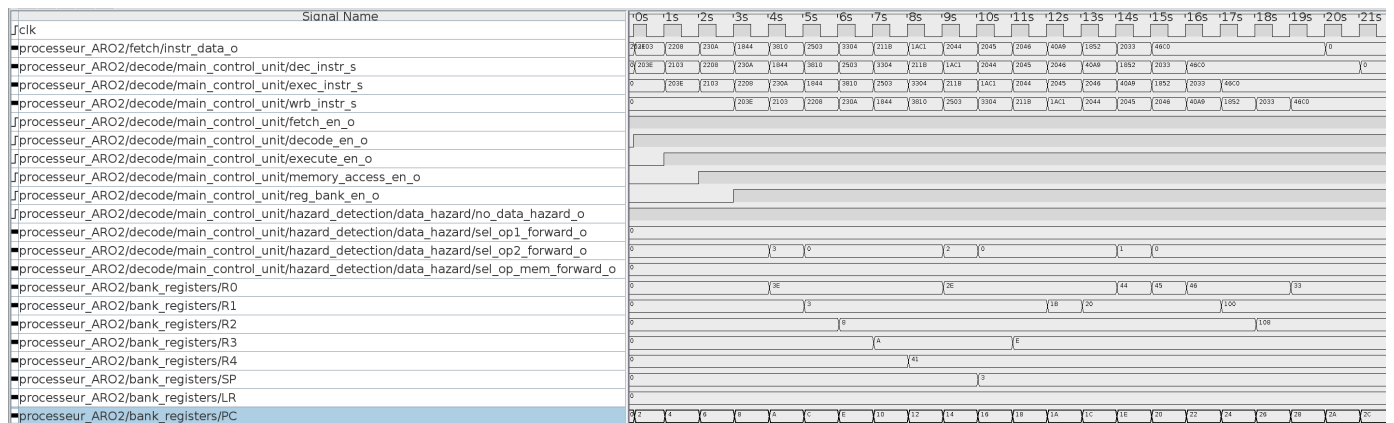 Signal Name 0s 1s 2s 3s 4s 5s 6s 7s 8s 9s 10s 11s 12s 13s 14s 15s 16s 17s 18s 19s 20s 21s
clk
processeur_ARO2/fetch/instr_data_o 2208 230A 1844 3810 2503 3304 211B 1AC1 2044 2045 2046 40A9 1852 2033 46C0 0
processeur_ARO2/decode/main_control_unit/dec_instr_s 0 203E 2103 2208 230A 1844 3810 2503 3304 211B 1AC1 2044 2045 2046 40A9 1852 2033 46C0 0
processeur_ARO2/decode/main_control_unit/exec_instr_s 0 203E 2103 2208 230A 1844 3810 2503 3304 211B 1AC1 2044 2045 2046 40A9 1852 2033 46C0
processeur_ARO2/decode/main_control_unit/wrb_instr_s 0 203E 2103 2208 230A 1844 3810 2503 3304 211B 1AC1 2044 2045 2046 40A9 1852 2033 46C0
processeur_ARO2/decode/main_control_unit/fetch_en_o
processeur_ARO2/decode/main_control_unit/decode_en_o
processeur_ARO2/decode/main_control_unit/execute_en_o
processeur_ARO2/decode/main_control_unit/memory_access_en_o
processeur_ARO2/decode/main_control_unit/reg_bank_en_o
processeur_ARO2/decode/main_control_unit/hazard_detection/data_hazard/no_data_hazard_o
processeur_ARO2/decode/main_control_unit/hazard_detection/data_hazard/sel_op1_forward_o 0
processeur_ARO2/decode/main_control_unit/hazard_detection/data_hazard/sel_op2_forward_o 0 3 0 2 0 1 0
processeur_ARO2/decode/main_control_unit/hazard_detection/data_hazard/sel_op_mem_forward_o 0
processeur_ARO2/bank_registers/R0 0 3E 2E 44 45 46 33
processeur_ARO2/bank_registers/R1 0 3 1B 20 100
processeur_ARO2/bank_registers/R2 0 8 108
processeur_ARO2/bank_registers/R3 0 A E
processeur_ARO2/bank_registers/R4 0 41
processeur_ARO2/bank_registers/SP 0 3
processeur_ARO2/bank_registers/LR 0
processeur_ARO2/bank_registers/PC 0 2 4 6 8 A C E 10 12 14 16 18 1A 1C 1E 20 22 24 26 28 2A 2C